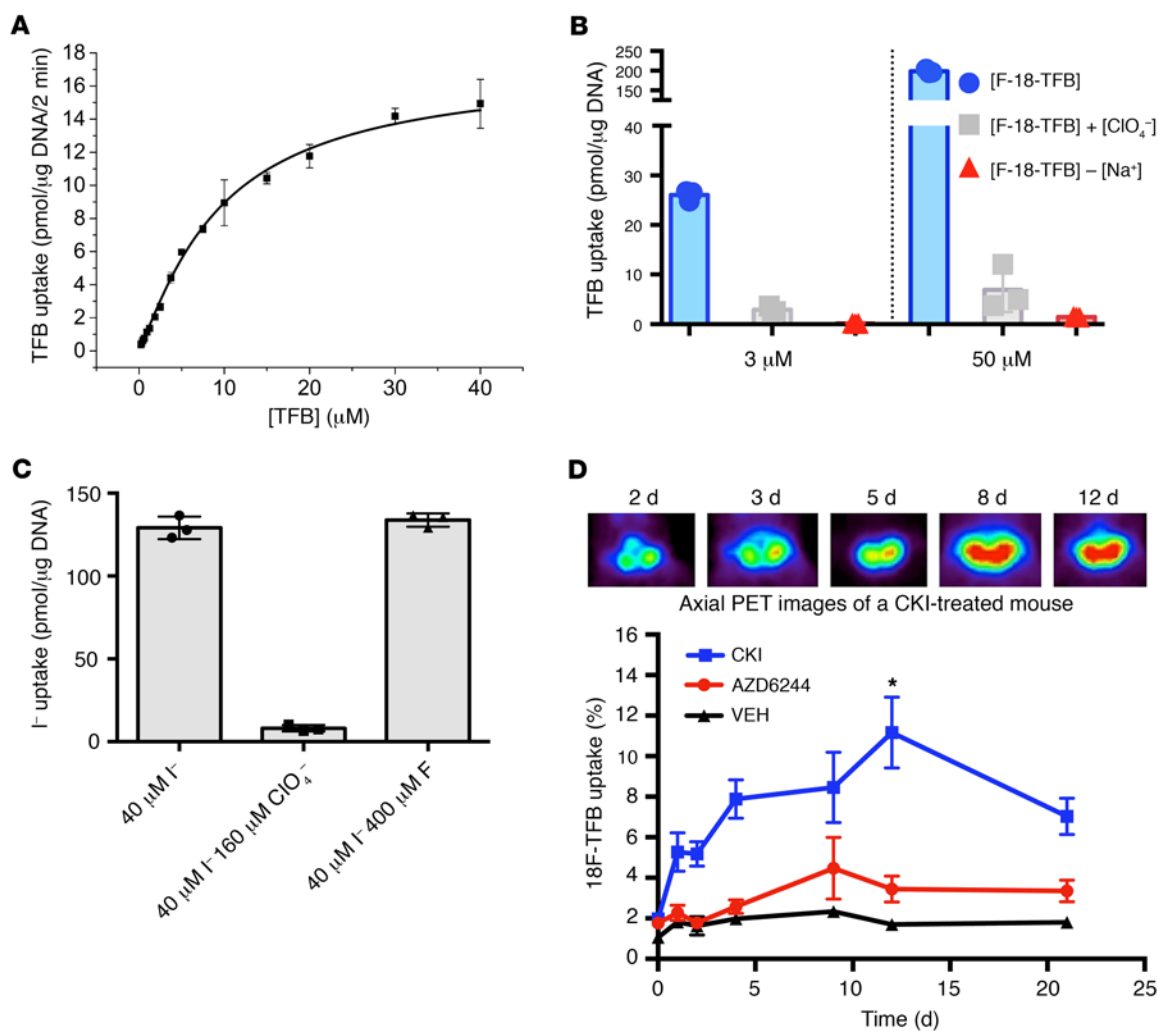 A
TFB uptake (pmol/µg DNA/2 min)
18
16
14
12
10
8
6
4
2
0
0 10 20 30 40
[TFB] (µM)
B
TFB uptake (pmol/µg DNA)
250
200
150
40
30
20
10
0
[F-18-TFB]
[F-18-TFB] + [ClO₄⁻]
[F-18-TFB] – [Na⁺]
3 µM 50 µM
C
I⁻ uptake (pmol/µg DNA)
150
100
50
0
40 µM I⁻
40 µM I⁻ 160 µM ClO₄⁻
40 µM I⁻ 400 µM F
D
2 d 3 d 5 d 8 d 12 d
Axial PET images of a CKI-treated mouse
18F-TFB uptake (%)
16
14
12
10
8
6
4
2
0
CKI
AZD6244
VEH
*
0 5 10 15 20 25
Time (d)